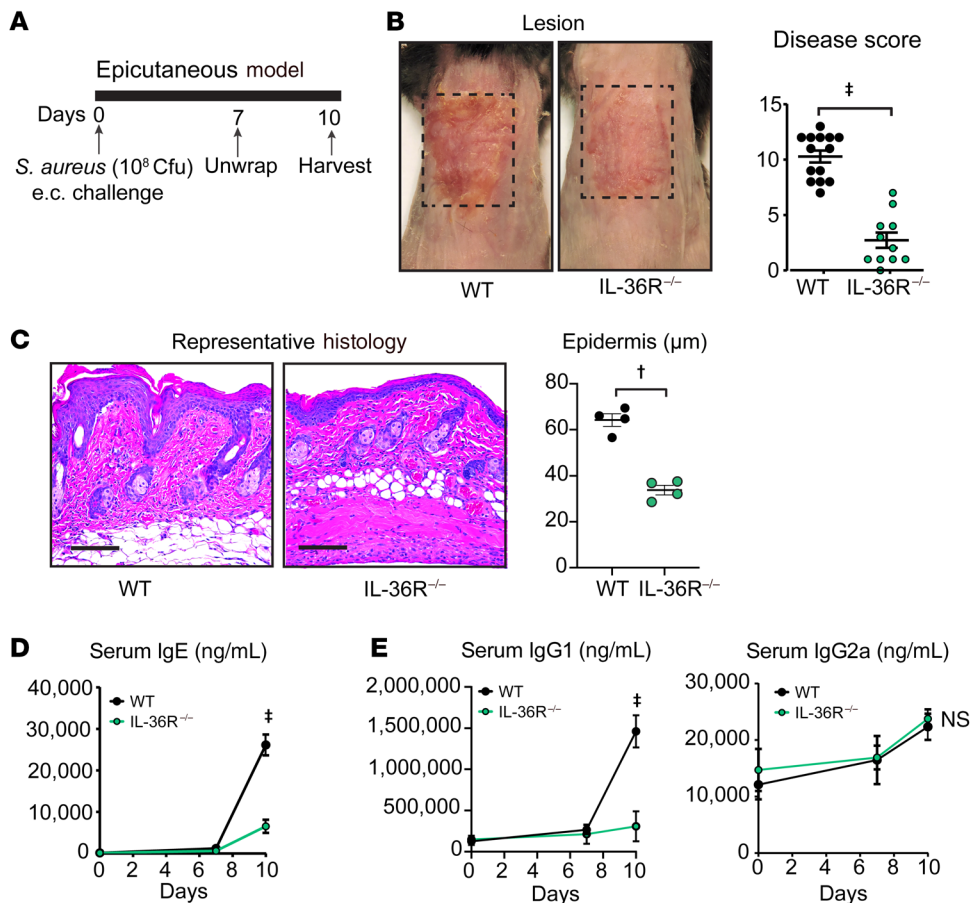 A
Epicutaneous model
Days 0 7 10
S. aureus (10⁸ Cfu) e.c. challenge
Unwrap
Harvest
B
Lesion
WT
IL-36R⁻/⁻
Disease score
‡
15
10
5
0
WT IL-36R⁻/⁻
C
Representative histology
WT
IL-36R⁻/⁻
Epidermis (µm)
†
80
60
40
20
0
WT IL-36R⁻/⁻
D
Serum IgE (ng/mL)
40,000
30,000
20,000
10,000
0
WT
IL-36R⁻/⁻
‡
0 2 4 6 8 10
Days
E
Serum IgG1 (ng/mL)
2,000,000
1,500,000
1,000,000
500,000
0
WT
IL-36R⁻/⁻
‡
0 2 4 6 8 10
Days
Serum IgG2a (ng/mL)
30,000
20,000
10,000
0
WT
IL-36R⁻/⁻
NS
0 2 4 6 8 10
Days